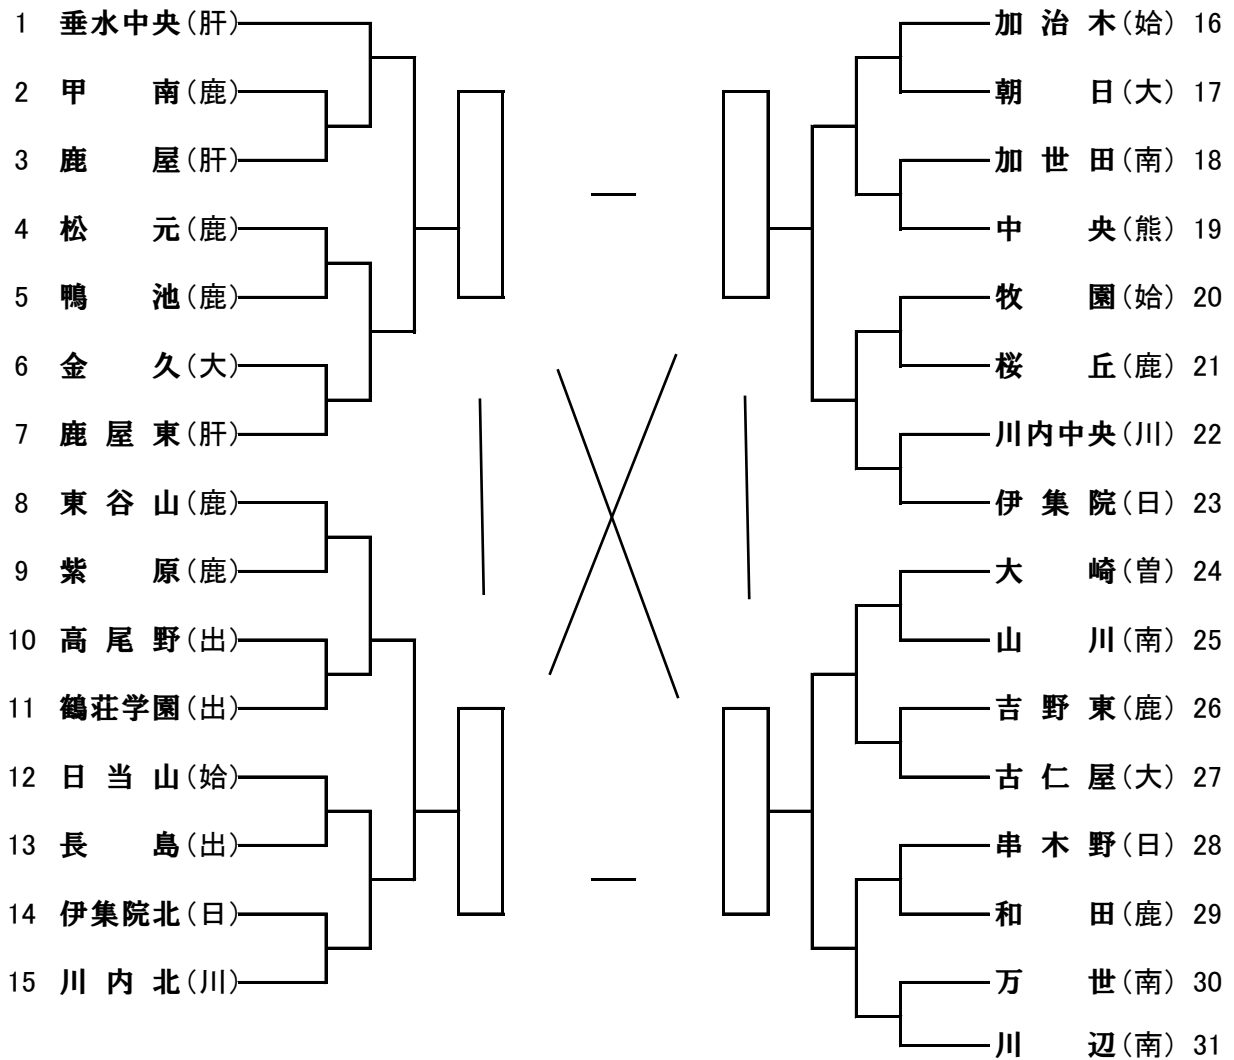 1 垂水中央(肝)
2 甲南(鹿)
3 鹿屋(肝)
4 松元(鹿)
5 鴨池(鹿)
6 金久(大)
7 鹿屋東(肝)
8 東谷山(鹿)
9 紫原(鹿)
10 高尾野(出)
11 鶴荘学園(出)
12 日当山(姶)
13 長島(出)
14 伊集院北(日)
15 川内北(川)
加治木(姶) 16
朝日(大) 17
加世田(南) 18
中央(熊) 19
牧園(姶) 20
桜丘(鹿) 21
川内中央(川) 22
伊集院(日) 23
大崎(曽) 24
山川(南) 25
吉野東(鹿) 26
古仁屋(大) 27
串木野(日) 28
和田(鹿) 29
万世(南) 30
川辺(南) 31